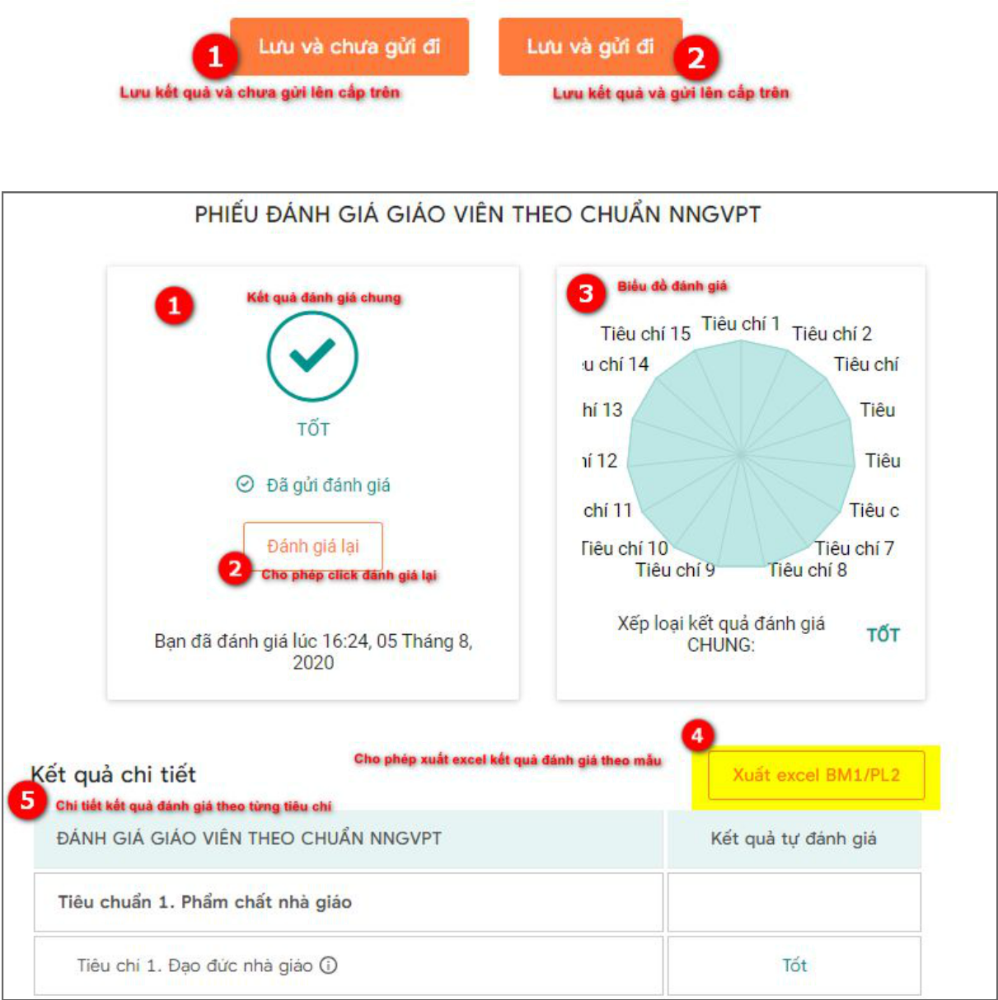 Lưu và chưa gửi đi
Lưu và gửi đi
1
2
Lưu kết quả và chưa gửi lên cấp trên
Lưu kết quả và gửi lên cấp trên
PHIẾU ĐÁNH GIÁ GIÁO VIÊN THEO CHUẨN NNGVPT
1
Kết quả đánh giá chung
TỐT
Đã gửi đánh giá
Đánh giá lại
2
Cho phép click đánh giá lại
Bạn đã đánh giá lúc 16:24, 05 Tháng 8,
2020
3
Biểu đồ đánh giá
Tiêu chí 1
Tiêu chí 15
Tiêu chí 2
êu chí 14
Tiêu chí
hí 13
Tiêu
hí 12
Tiêu
chí 11
Tiêu c
Tiêu chí 10
Tiêu chí 7
Tiêu chí 9
Tiêu chí 8
Xếp loại kết quả đánh giá
CHUNG:
TỐT
4
Cho phép xuất excel kết quả đánh giá theo mẫu
Xuất excel BM1/PL2
Kết quả chi tiết
5
Chi tiết kết quả đánh giá theo từng tiêu chí
ĐÁNH GIÁ GIÁO VIÊN THEO CHUẨN NNGVPT
Kết quả tự đánh giá
Tiêu chuẩn 1. Phẩm chất nhà giáo
Tiêu chí 1. Đạo đức nhà giáo
Tốt